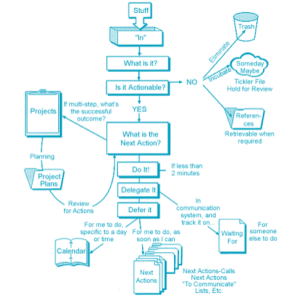 Stuff
"In"
What is it?
Is it Actionable?
NO
Eliminate
Trash
Incubate
Someday
Maybe
Tickler File
Hold for Review
Referen-
ces
Retrievable when
required
YES
If multi-step, what's
the successful
outcome?
Projects
What is the
Next Action?
Planning
Project
Plans
Review
for Actions
Do It!
If less than
2 minutes
Delegate It
In
communication
system, and
track it on...
Defer it
Waiting
For
For
someone
else to do
For me to do,
specific to a day
or time
For me to do, as
soon as I can
Calendar
Next
Actions
Next Actions-Calls
Next Actions
"To Communicate"
Lists, Etc.